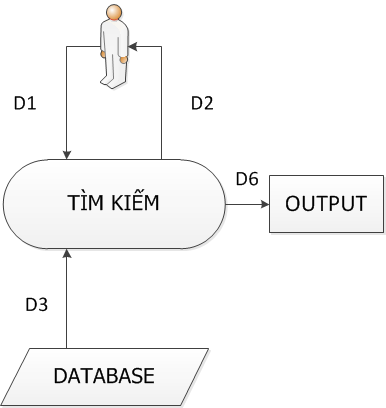 D1
D2
TÌM KIẾM
D6
OUTPUT
D3
DATABASE